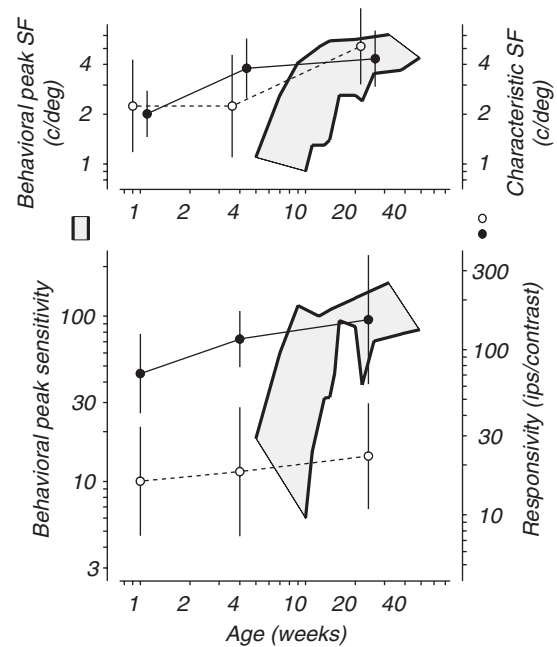 Behavioral peak SF
(c/deg)
4
2
1
Characteristic SF
(c/deg)
4
2
1
1 2 4 10 20 40
Behavioral peak sensitivity
100
30
10
3
Responsivity (ips/contrast)
300
100
30
10
1 2 4 10 20 40
Age (weeks)